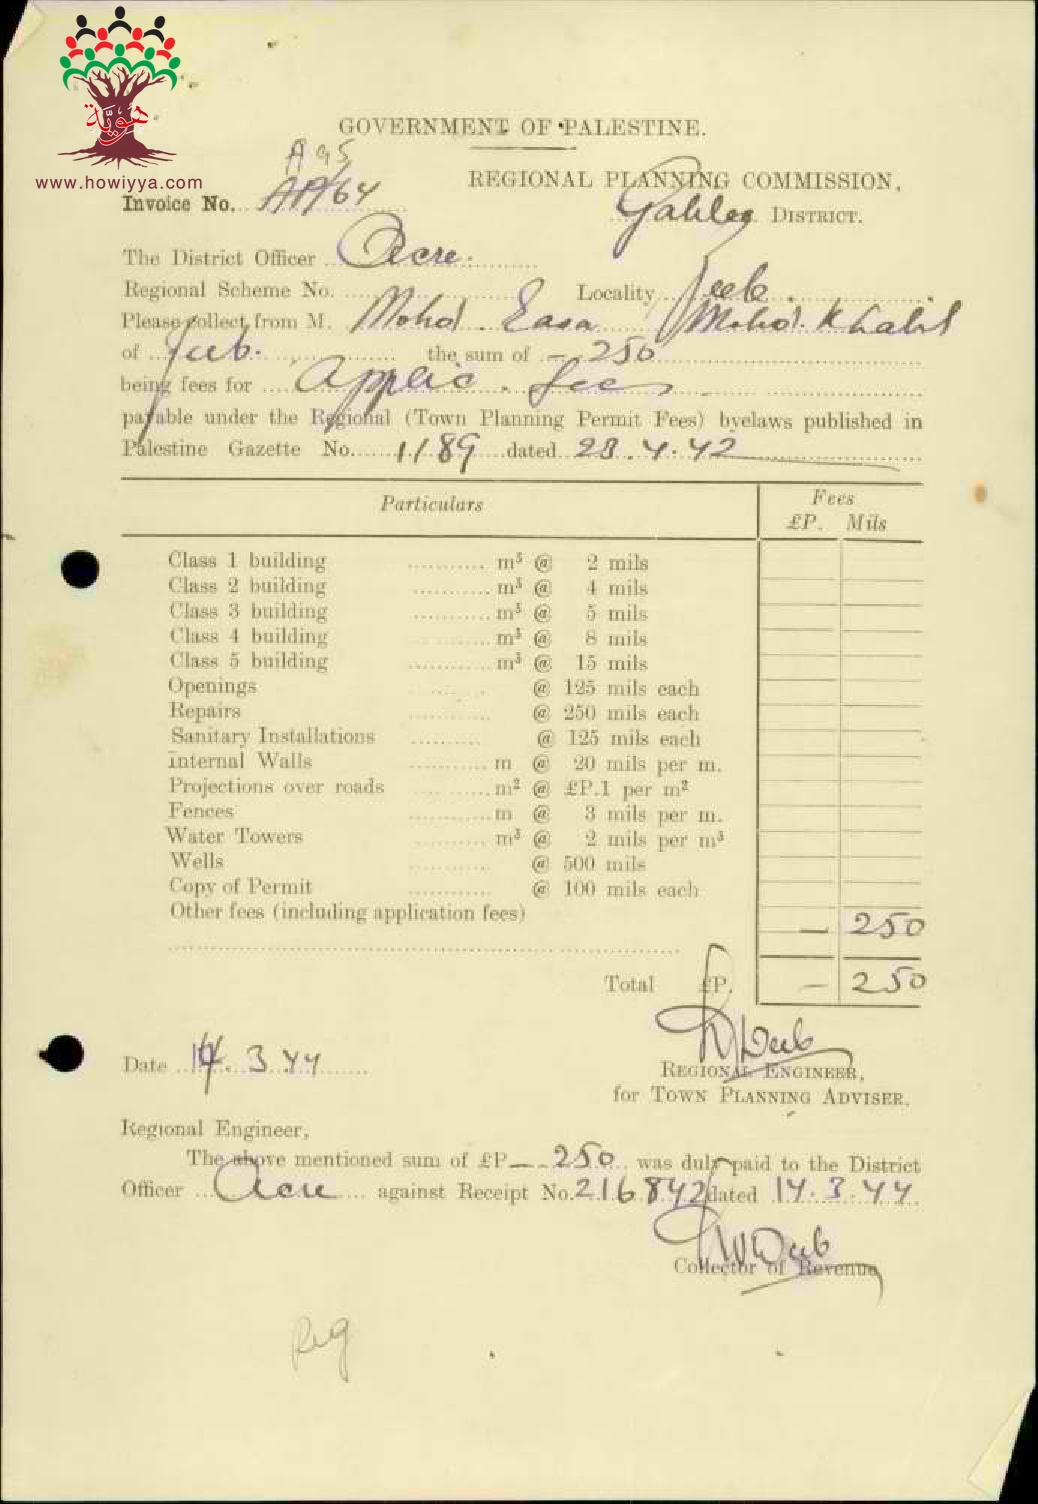 هويّة
www.howiyya.com
GOVERNMENT OF PALESTINE.
A 95
Invoice No. AP/64
REGIONAL PLANNING COMMISSION,
Galilee DISTRICT.
The District Officer Acre.
Regional Scheme No. Locality Jeeb.
Please collect from M. Mohd. Easa Mohd. Khalil
of Jeeb. the sum of – 250
being fees for Applic. fees
payable under the Regional (Town Planning Permit Fees) byelaws published in
Palestine Gazette No. 1189 dated 23.4.42
Particulars Fees
£P. Mils
Class 1 building m³ @ 2 mils
Class 2 building m³ @ 4 mils
Class 3 building m³ @ 5 mils
Class 4 building m³ @ 8 mils
Class 5 building m³ @ 15 mils
Openings @ 125 mils each
Repairs @ 250 mils each
Sanitary Installations @ 125 mils each
Internal Walls m @ 20 mils per m.
Projections over roads m² @ £P.1 per m²
Fences m @ 3 mils per m.
Water Towers m³ @ 2 mils per m³
Wells @ 500 mils
Copy of Permit @ 100 mils each
Other fees (including application fees) — 250
Total £P. — 250
Date 14.3.44
REGIONAL ENGINEER,
for TOWN PLANNING ADVISER.
Regional Engineer,
The above mentioned sum of £P – 250 was duly paid to the District
Officer Acre against Receipt No. 216842 dated 14.3.44
Collector of Revenue